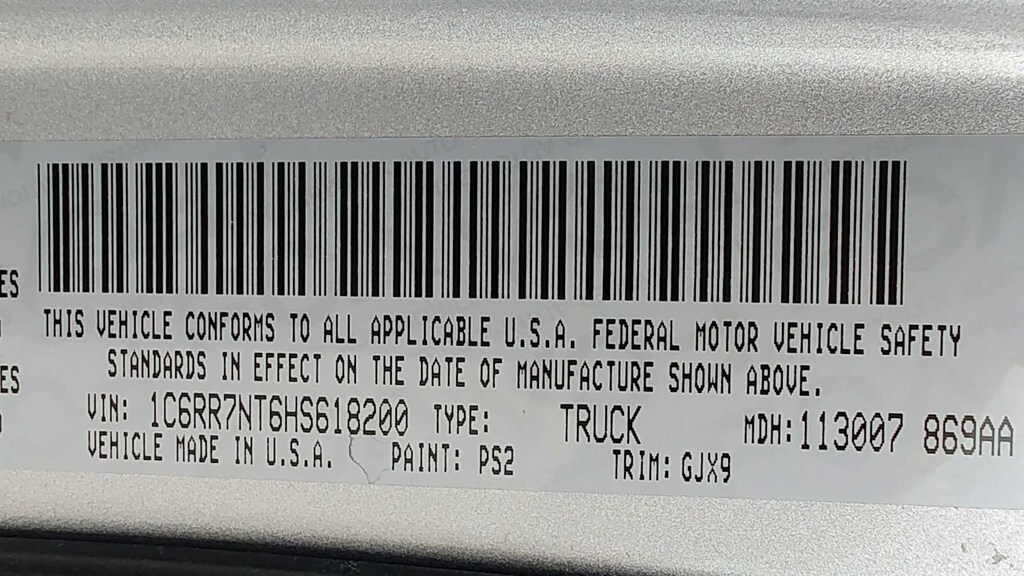 ES
THIS VEHICLE CONFORMS TO ALL APPLICABLE U.S.A. FEDERAL MOTOR VEHICLE SAFETY
ES
STANDARDS IN EFFECT ON THE DATE OF MANUFACTURE SHOWN ABOVE.
VIN: 1C6RR7NT6HS618200 TYPE: TRUCK MDH:113007 869AA
VEHICLE MADE IN U.S.A. PAINT: PS2 TRIM: GJX9